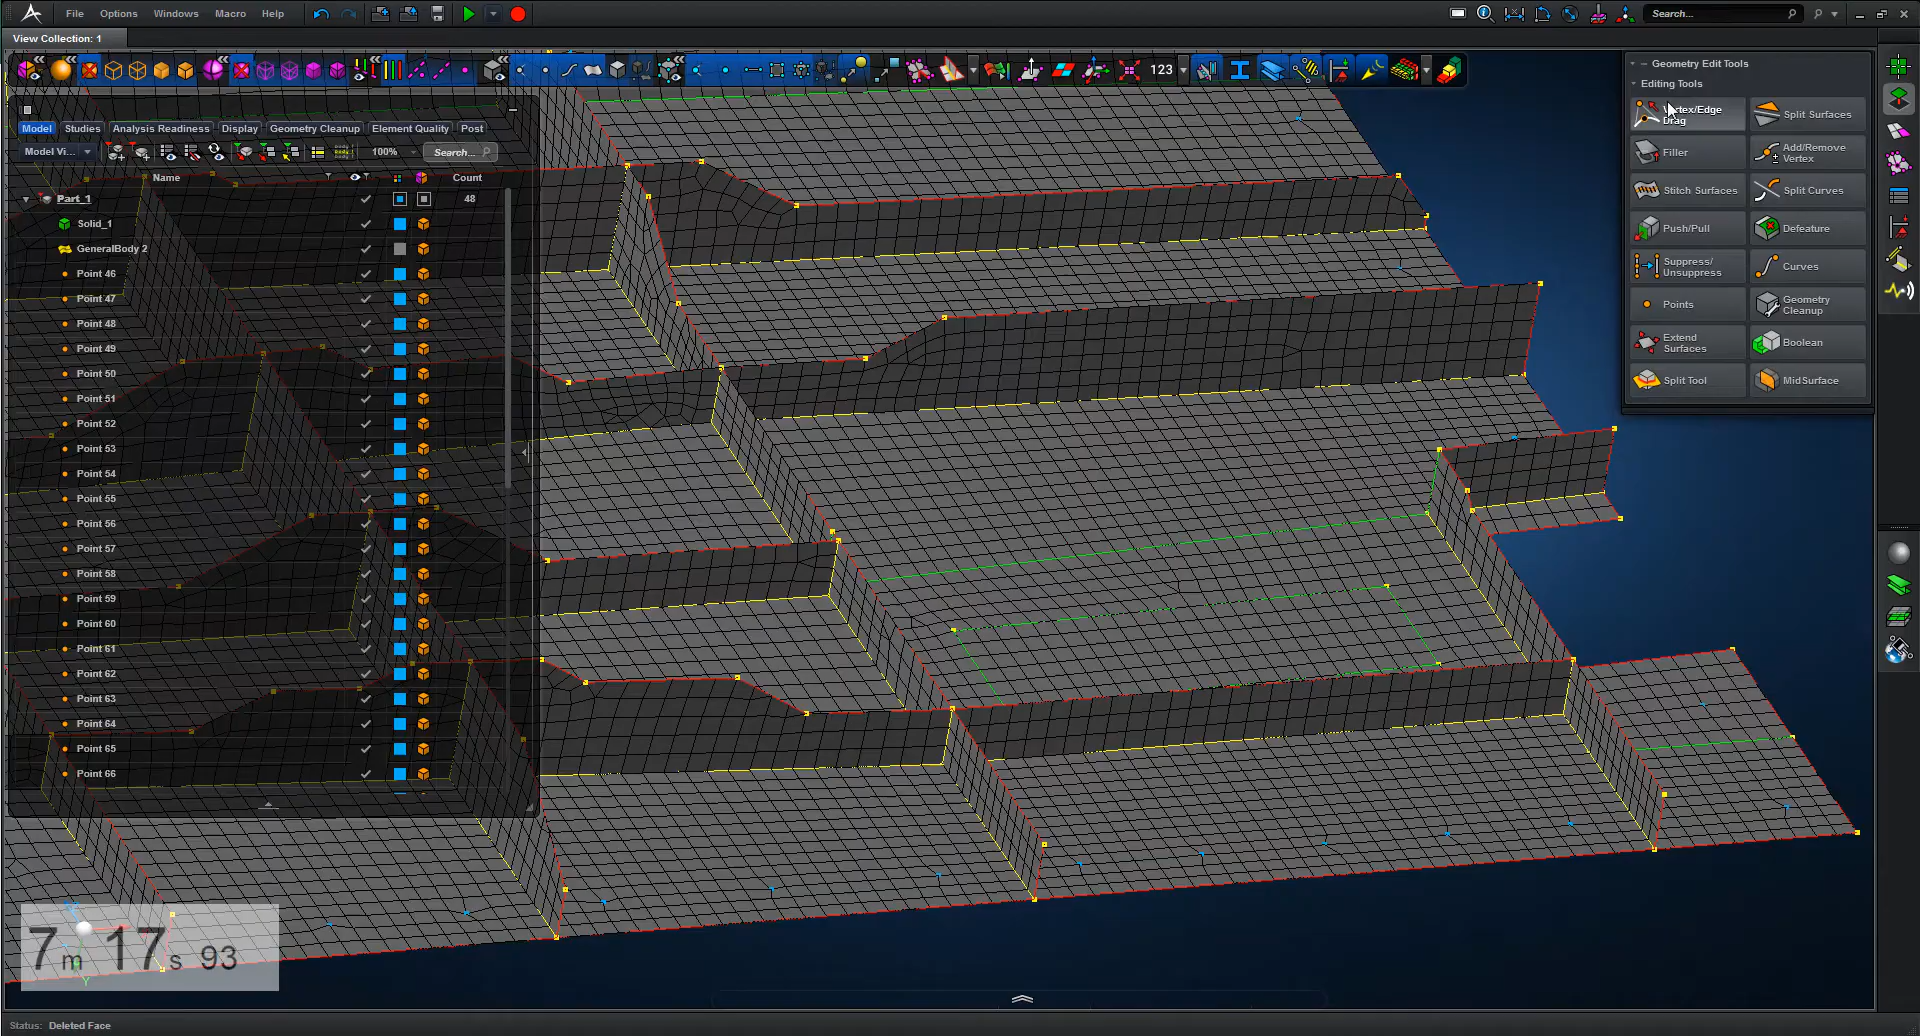 File Options Windows Macro Help Search...
View Collection: 1
123
Geometry Edit Tools
Editing Tools
Vertex/Edge Drag
Split Surfaces
Filler
Add/Remove Vertex
Stitch Surfaces
Split Curves
Push/Pull
Defeature
Suppress/ Unsuppress
Curves
Points
Geometry Cleanup
Extend Surfaces
Boolean
Split Tool
MidSurface
Model Studies Analysis Readiness Display Geometry Cleanup Element Quality Post
Model Vi... 100% Search...
Name Count
Part_1 48
Solid_1
GeneralBody 2
Point 46
Point 47
Point 48
Point 49
Point 50
Point 51
Point 52
Point 53
Point 54
Point 55
Point 56
Point 57
Point 58
Point 59
Point 60
Point 61
Point 62
Point 63
Point 64
Point 65
Point 66
7m 17s 93
Y
Status: Deleted Face